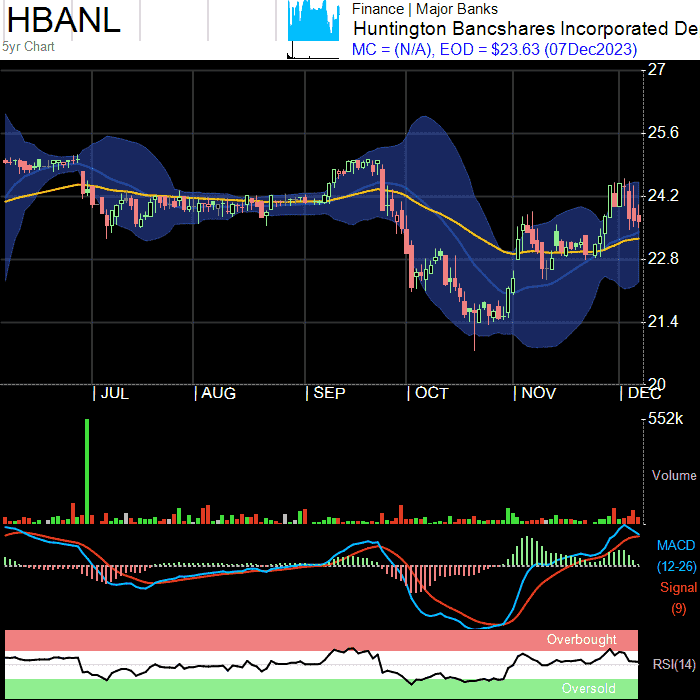 HBANL
5yr Chart
Finance | Major Banks
Huntington Bancshares Incorporated De
MC = (N/A), EOD = $23.63 (07Dec2023)
27
25.6
24.2
22.8
21.4
20
JUL AUG SEP OCT NOV DEC
552k
Volume
MACD
(12-26)
Signal
(9)
Overbought
RSI(14)
Oversold